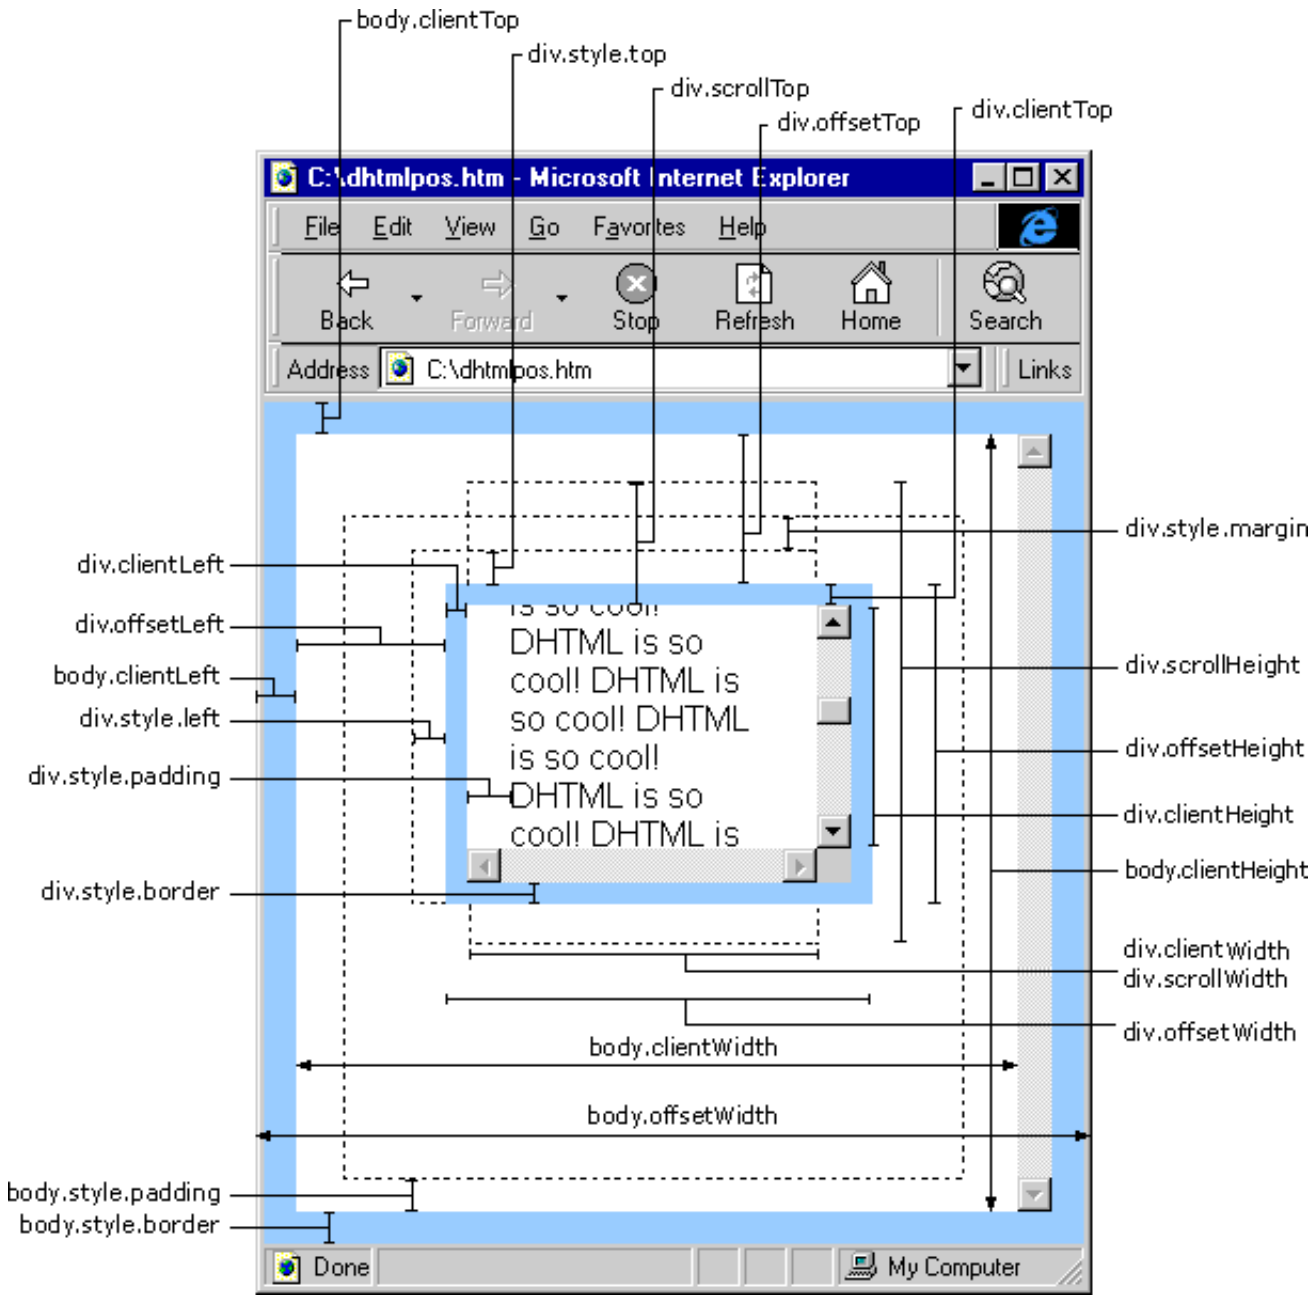 body.clientTop
div.style.top
div.scrollTop
div.clientTop
div.offsetTop
C:\dhtmlpos.htm - Microsoft Internet Explorer
File Edit View Go Favorites Help
Back Forward Stop Refresh Home Search
Address C:\dhtmlpos.htm Links
div.style.margin
div.clientLeft
div.offsetLeft
body.clientLeft
div.style.left
div.style.padding
div.style.border
is so cool!
DHTML is so
cool! DHTML is
so cool! DHTML
is so cool!
DHTML is so
cool! DHTML is
div.scrollHeight
div.offsetHeight
div.clientHeight
body.clientHeight
div.clientWidth
div.scrollWidth
div.offsetWidth
body.clientWidth
body.offsetWidth
body.style.padding
body.style.border
Done My Computer